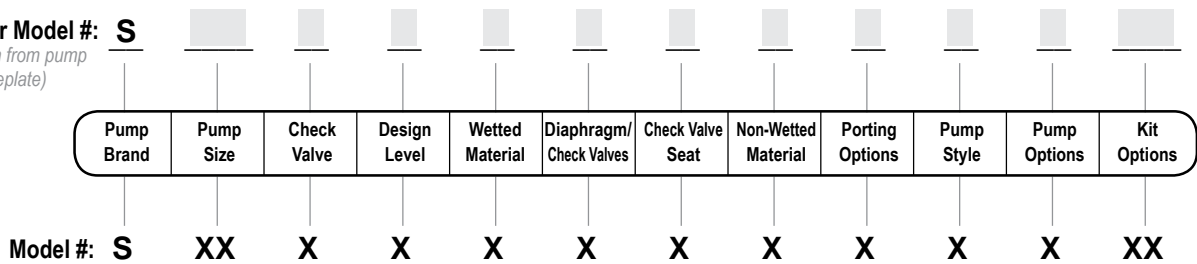 r Model #: S
from pump
eplate)
Pump Brand Pump Size Check Valve Design Level Wetted Material Diaphragm/ Check Valves Check Valve Seat Non-Wetted Material Porting Options Pump Style Pump Options Kit Options
Model #: S XX X X X X X X X X X XX